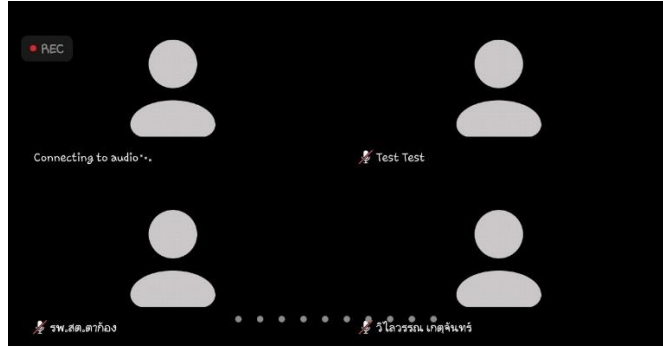 REC
Connecting to audio
Test Test
รพ.สต.ตาก้อง
วิไลวรรณ เกตุจันทร์